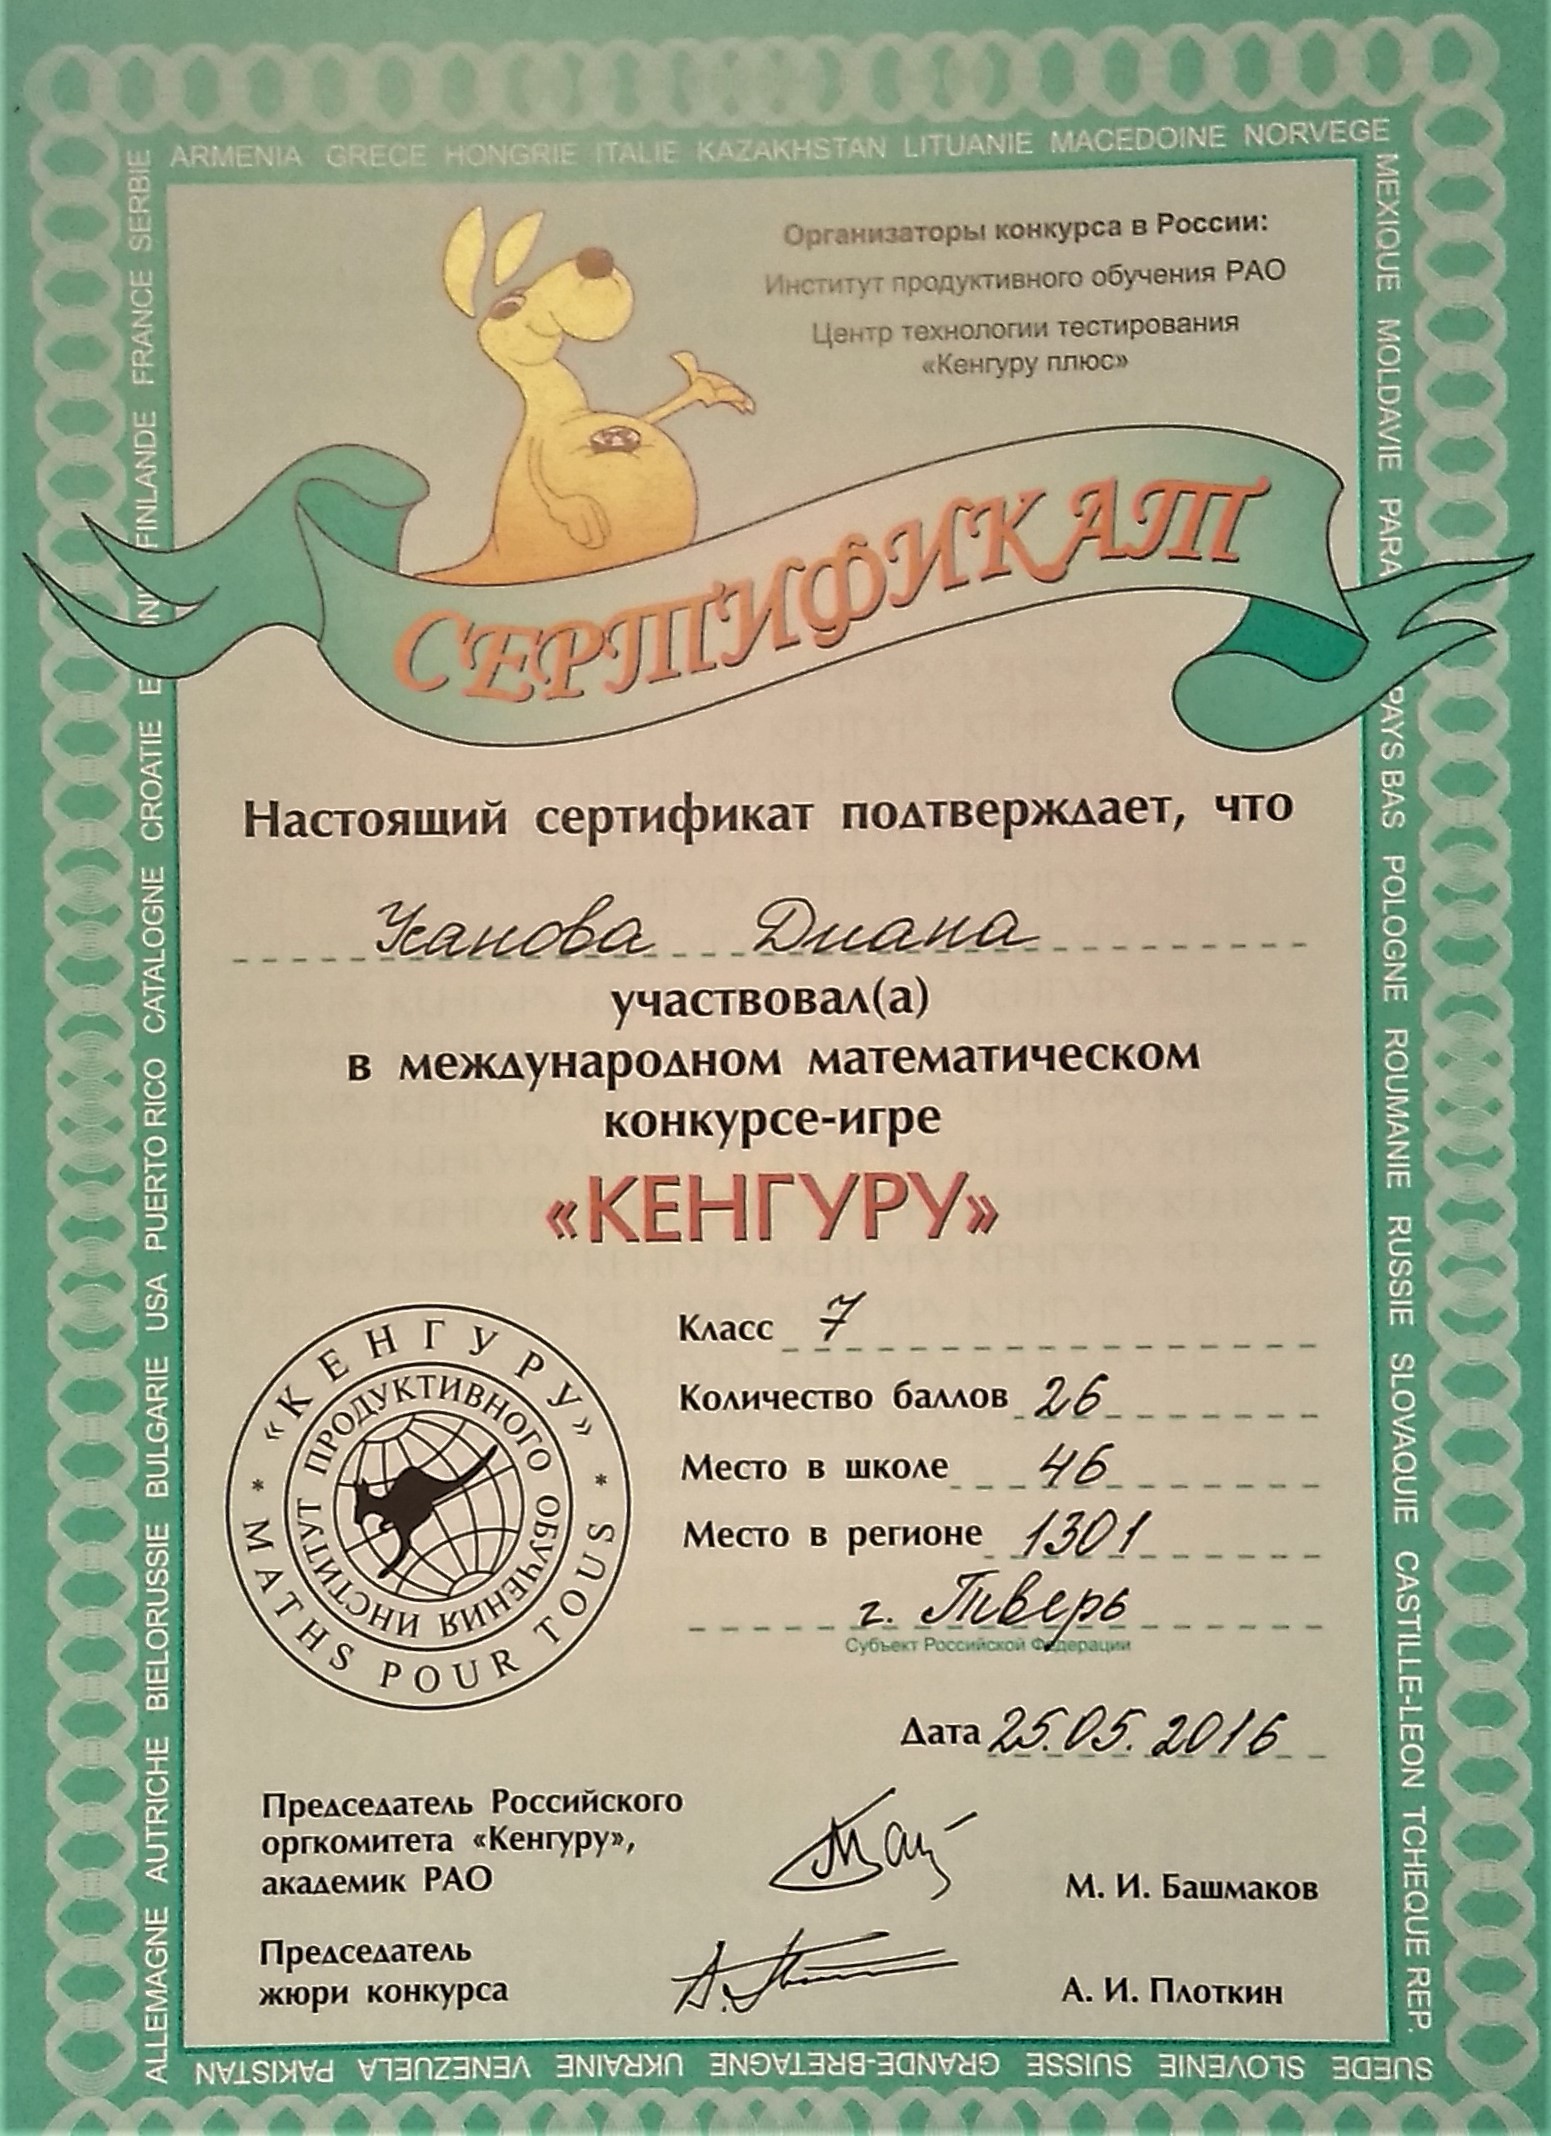 ARMENIA GRECE HONGRIE ITALIE KAZAKHSTAN LITUANIE MACEDOINE NORVEGE
MEXIQUE MOLDAVIE PARA PAYS BAS POLOGNE ROUMANIE RUSSIE SLOVAQUIE CASTILLE-LEON TCHEQUE REP.
Организаторы конкурса в России:
Институт продуктивного обучения РАО
Центр технологии тестирования
«Кенгуру плюс»
СЕРТИФИКАТ
Настоящий сертификат подтверждает, что
Усанова Диана
участвовал(а)
в международном математическом
конкурсе-игре
«КЕНГУРУ»
Класс 7
Количество баллов 26
Место в школе 46
Место в регионе 1301
г. Тверь
Субъект Российской Федерации
«КЕНГУРУ»
* MATHS POUR TOUS *
ИНСТИТУТ ПРОДУКТИВНОГО ОБУЧЕНИЯ
Дата 25.05.2016
Председатель Российского
оргкомитета «Кенгуру»,
академик РАО
М. И. Башмаков
Председатель
жюри конкурса
А. И. Плоткин
ALLEMAGNE AUTRICHE BIELORUSSIE BULGARIE USA PUERTO RICO CATALOGNE CROATIE FINLANDE FRANCE SERBIE
SUEDE SLOVENIE SUISSE GRANDE-BRETAGNE UKRAINE VENEZUELA PAKISTAN